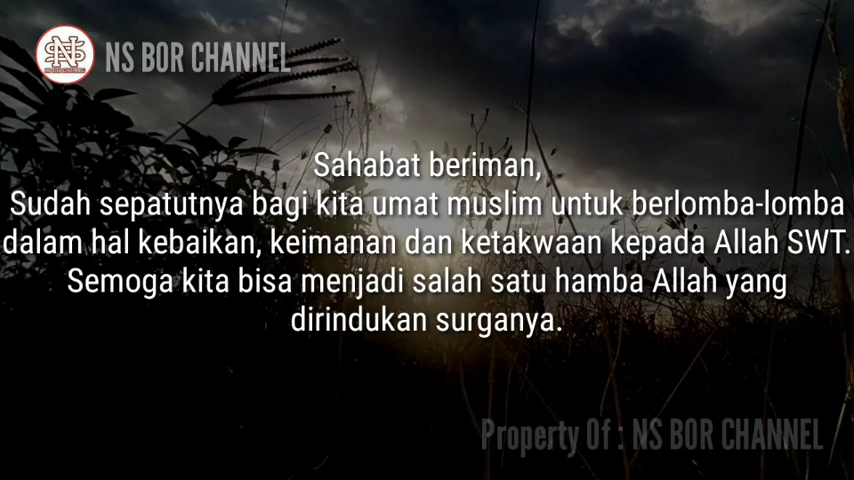 NS BOR CHANNEL
Sahabat beriman,
Sudah sepatutnya bagi kita umat muslim untuk berlomba-lomba
dalam hal kebaikan, keimanan dan ketakwaan kepada Allah SWT.
Semoga kita bisa menjadi salah satu hamba Allah yang
dirindukan surganya.
Property Of : NS BOR CHANNEL